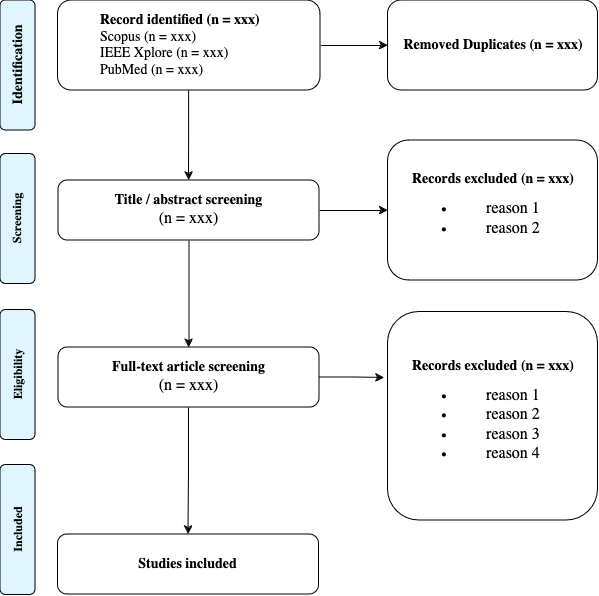 Identification
Record identified (n = xxx)
Scopus (n = xxx)
IEEE Xplore (n = xxx)
PubMed (n = xxx)
Removed Duplicates (n = xxx)
Screening
Title / abstract screening
(n = xxx)
Records excluded (n = xxx)
• reason 1
• reason 2
Eligibility
Full-text article screening
(n = xxx)
Records excluded (n = xxx)
• reason 1
• reason 2
• reason 3
• reason 4
Included
Studies included